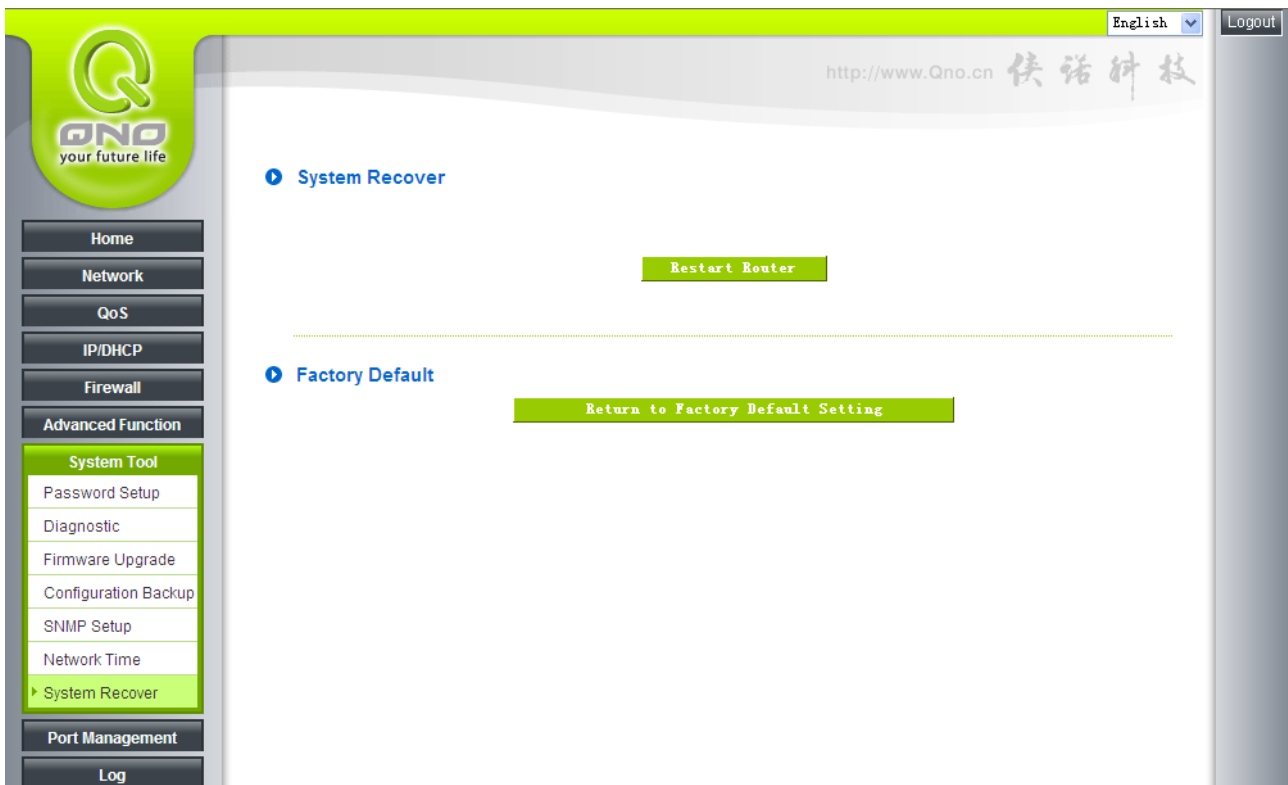 English
Logout
http://www.Qno.cn 侠诺科技
QNO
your future life
System Recover
Home
Restart Router
Network
QoS
IP/DHCP
Factory Default
Firewall
Return to Factory Default Setting
Advanced Function
System Tool
Password Setup
Diagnostic
Firmware Upgrade
Configuration Backup
SNMP Setup
Network Time
System Recover
Port Management
Log